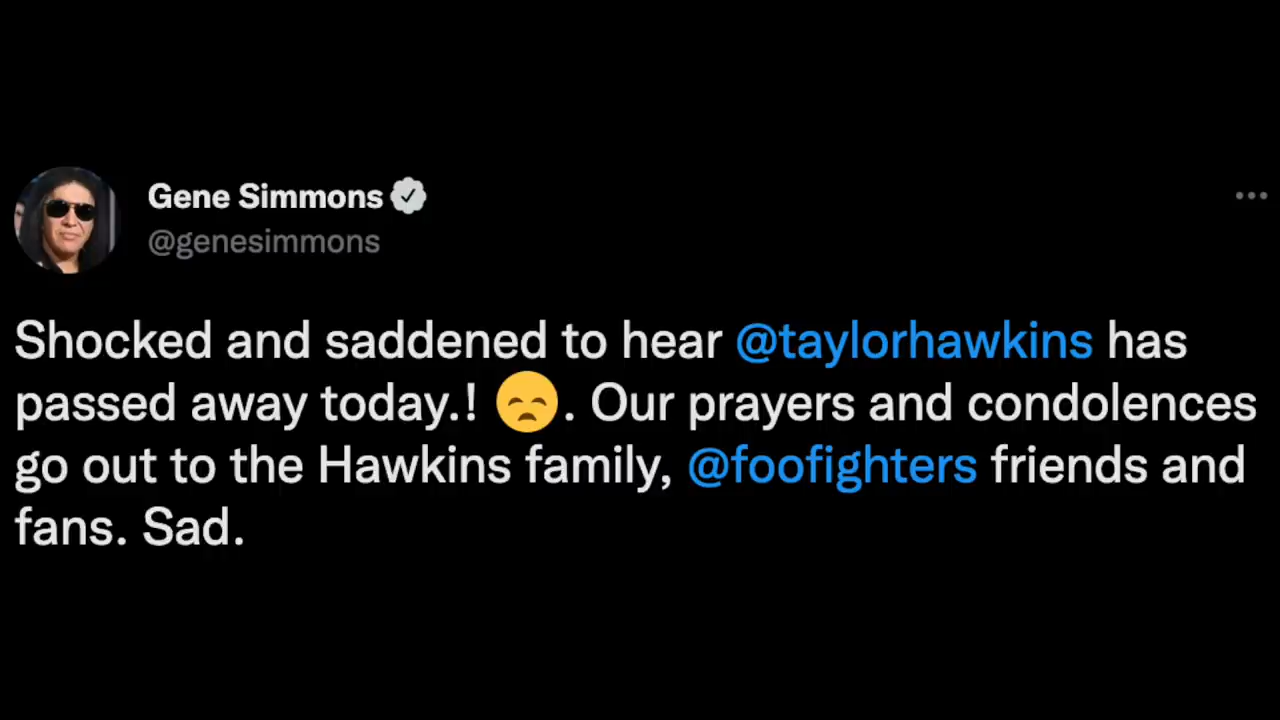 Gene Simmons
@genesimmons
Shocked and saddened to hear @taylorhawkins has
passed away today.! 😞. Our prayers and condolences
go out to the Hawkins family, @foofighters friends and
fans. Sad.